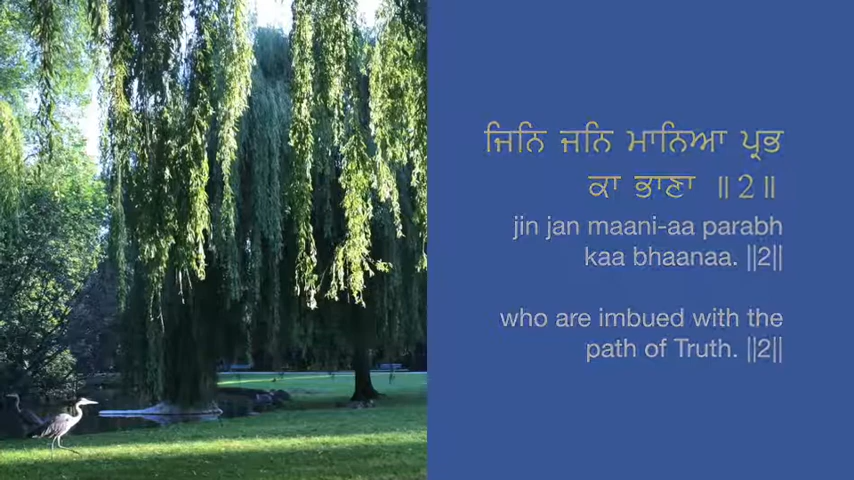 ਜਿਨਿ ਜਨਿ ਮਾਨਿਆ ਪ੍ਰਭ
ਕਾ ਭਾਣਾ ॥2॥
jin jan maani-aa parabh
kaa bhaanaa. ||2||
who are imbued with the
path of Truth. ||2||